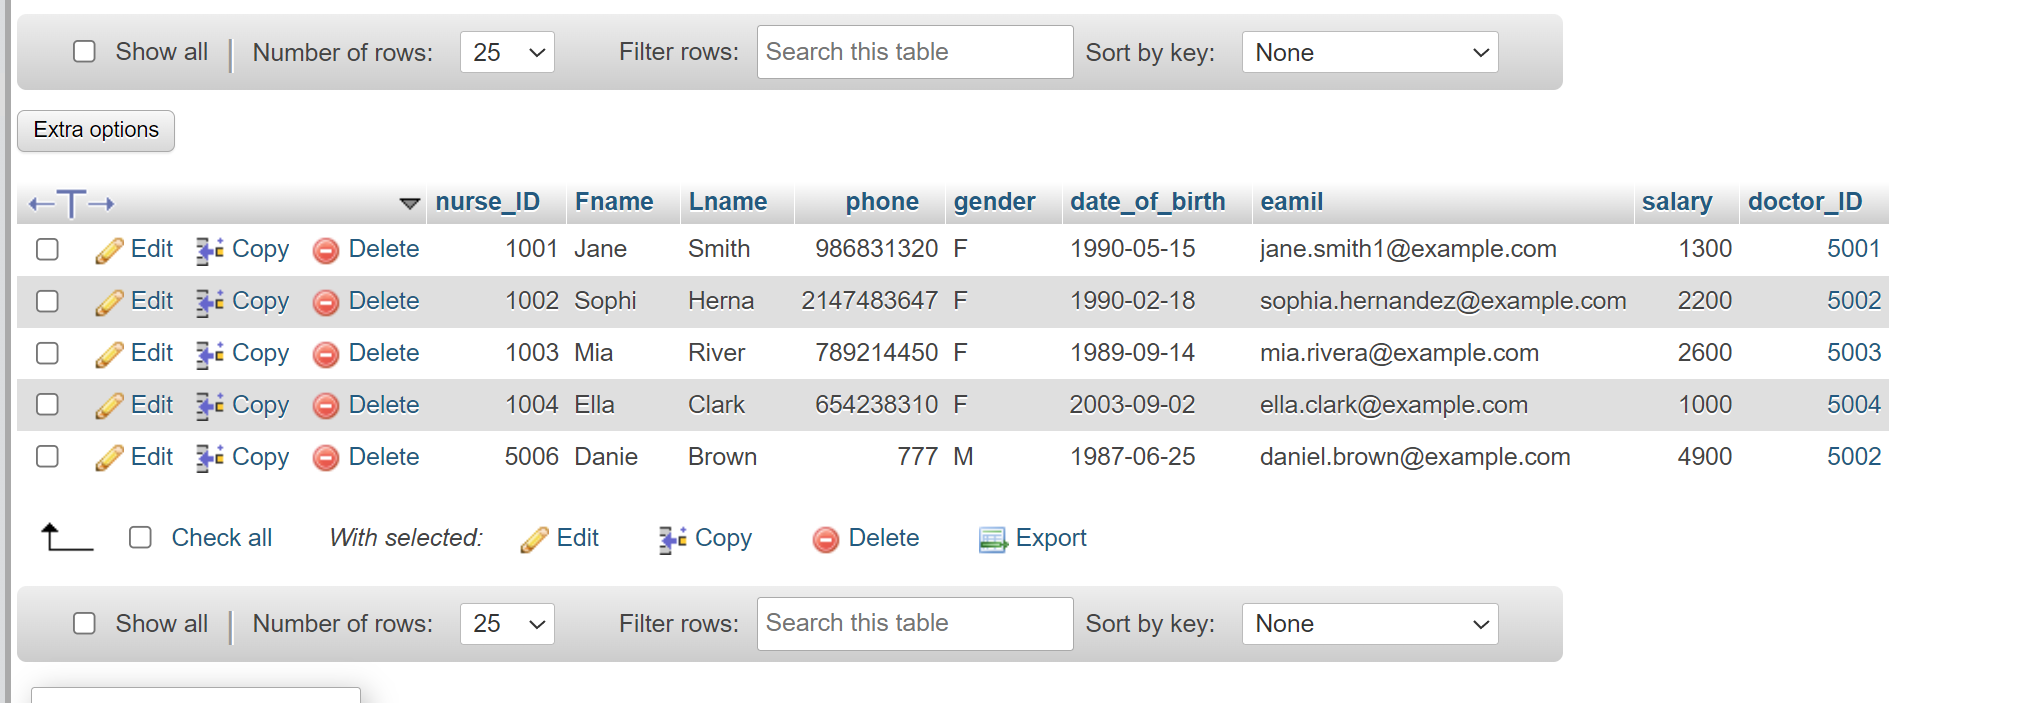 Show all Number of rows: 25 Filter rows: Search this table Sort by key: None
Extra options
nurse_ID Fname Lname phone gender date_of_birth eamil salary doctor_ID
Edit Copy Delete 1001 Jane Smith 986831320 F 1990-05-15 jane.smith1@example.com 1300 5001
Edit Copy Delete 1002 Sophi Herna 2147483647 F 1990-02-18 sophia.hernandez@example.com 2200 5002
Edit Copy Delete 1003 Mia River 789214450 F 1989-09-14 mia.rivera@example.com 2600 5003
Edit Copy Delete 1004 Ella Clark 654238310 F 2003-09-02 ella.clark@example.com 1000 5004
Edit Copy Delete 5006 Danie Brown 777 M 1987-06-25 daniel.brown@example.com 4900 5002
Check all With selected: Edit Copy Delete Export
Show all Number of rows: 25 Filter rows: Search this table Sort by key: None